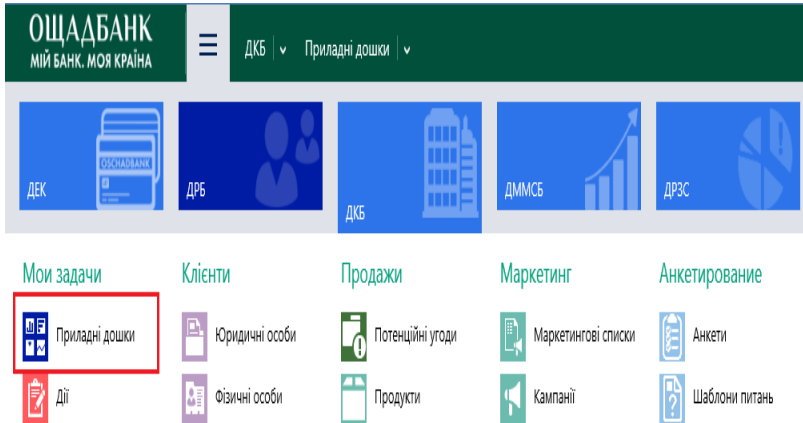 ОЩАДБАНК
МІЙ БАНК. МОЯ КРАЇНА
ДКБ
Приладні дошки
OSCHADBANK
ДЕК
ДРБ
ДКБ
ДММСБ
ДРЗС
Мои задачи
Клієнти
Продажи
Маркетинг
Анкетирование
Приладні дошки
Юридичні особи
Потенційні угоди
Маркетингові списки
Анкети
Дії
Фізичні особи
Продукти
Кампанії
Шаблони питань